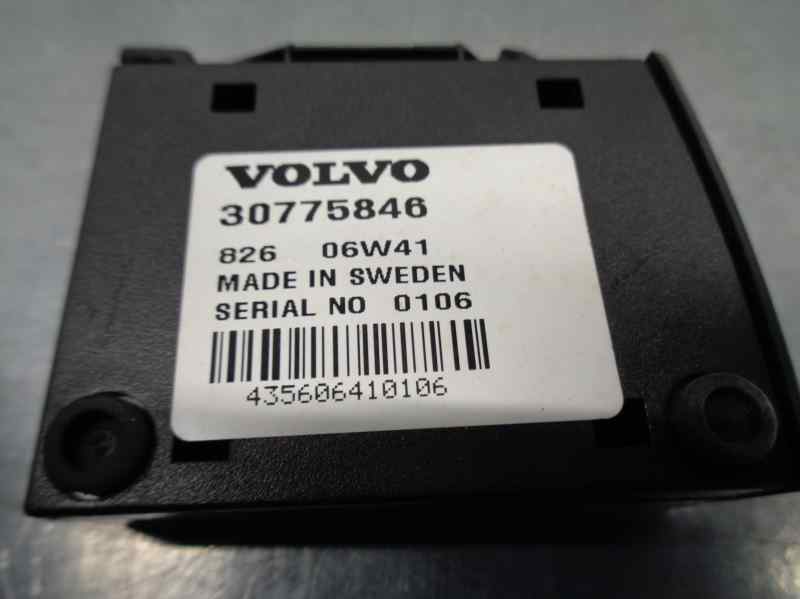 VOLVO
30775846
826 06W41
MADE IN SWEDEN
SERIAL NO 0106
435606410106